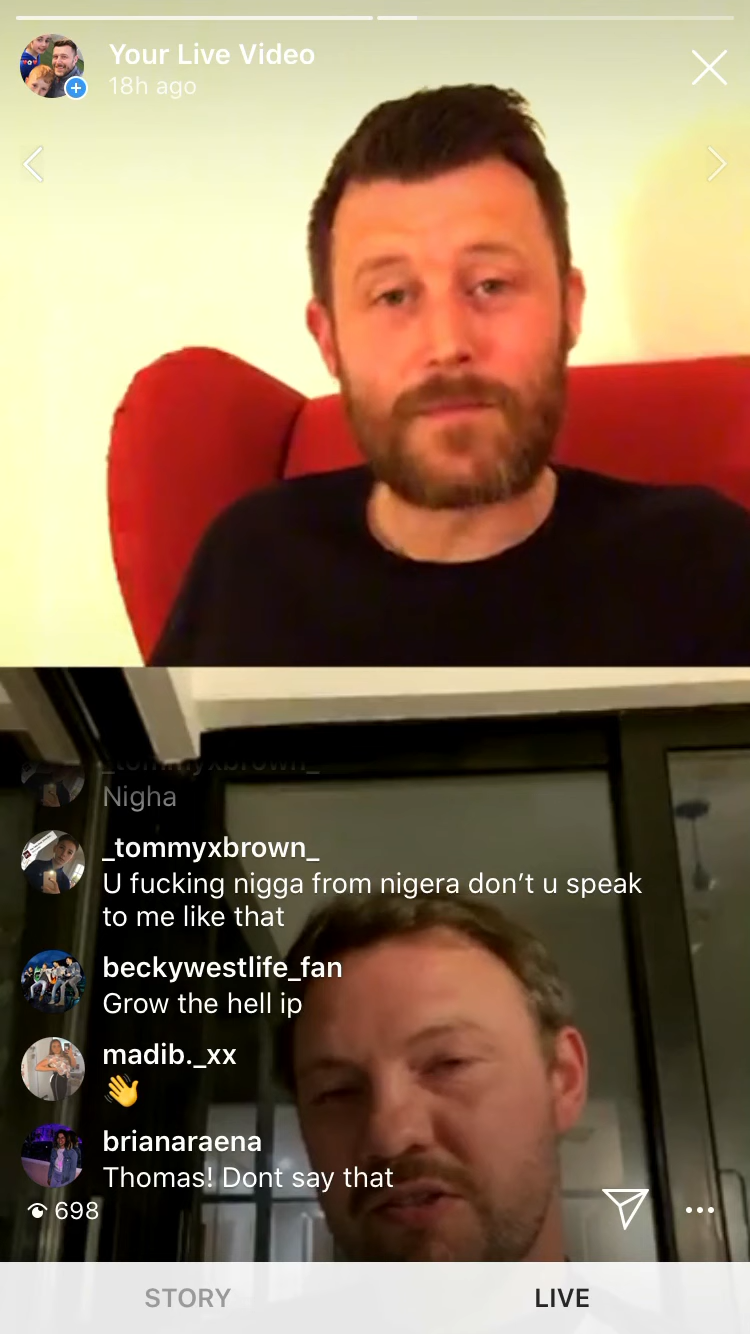 Your Live Video
18h ago
_tommyxbrown_
Nigha
_tommyxbrown_
U fucking nigga from nigera don’t u speak
to me like that
beckywestlife_fan
Grow the hell ip
madib._xx
👋
brianaraena
Thomas! Dont say that
698
STORY
LIVE